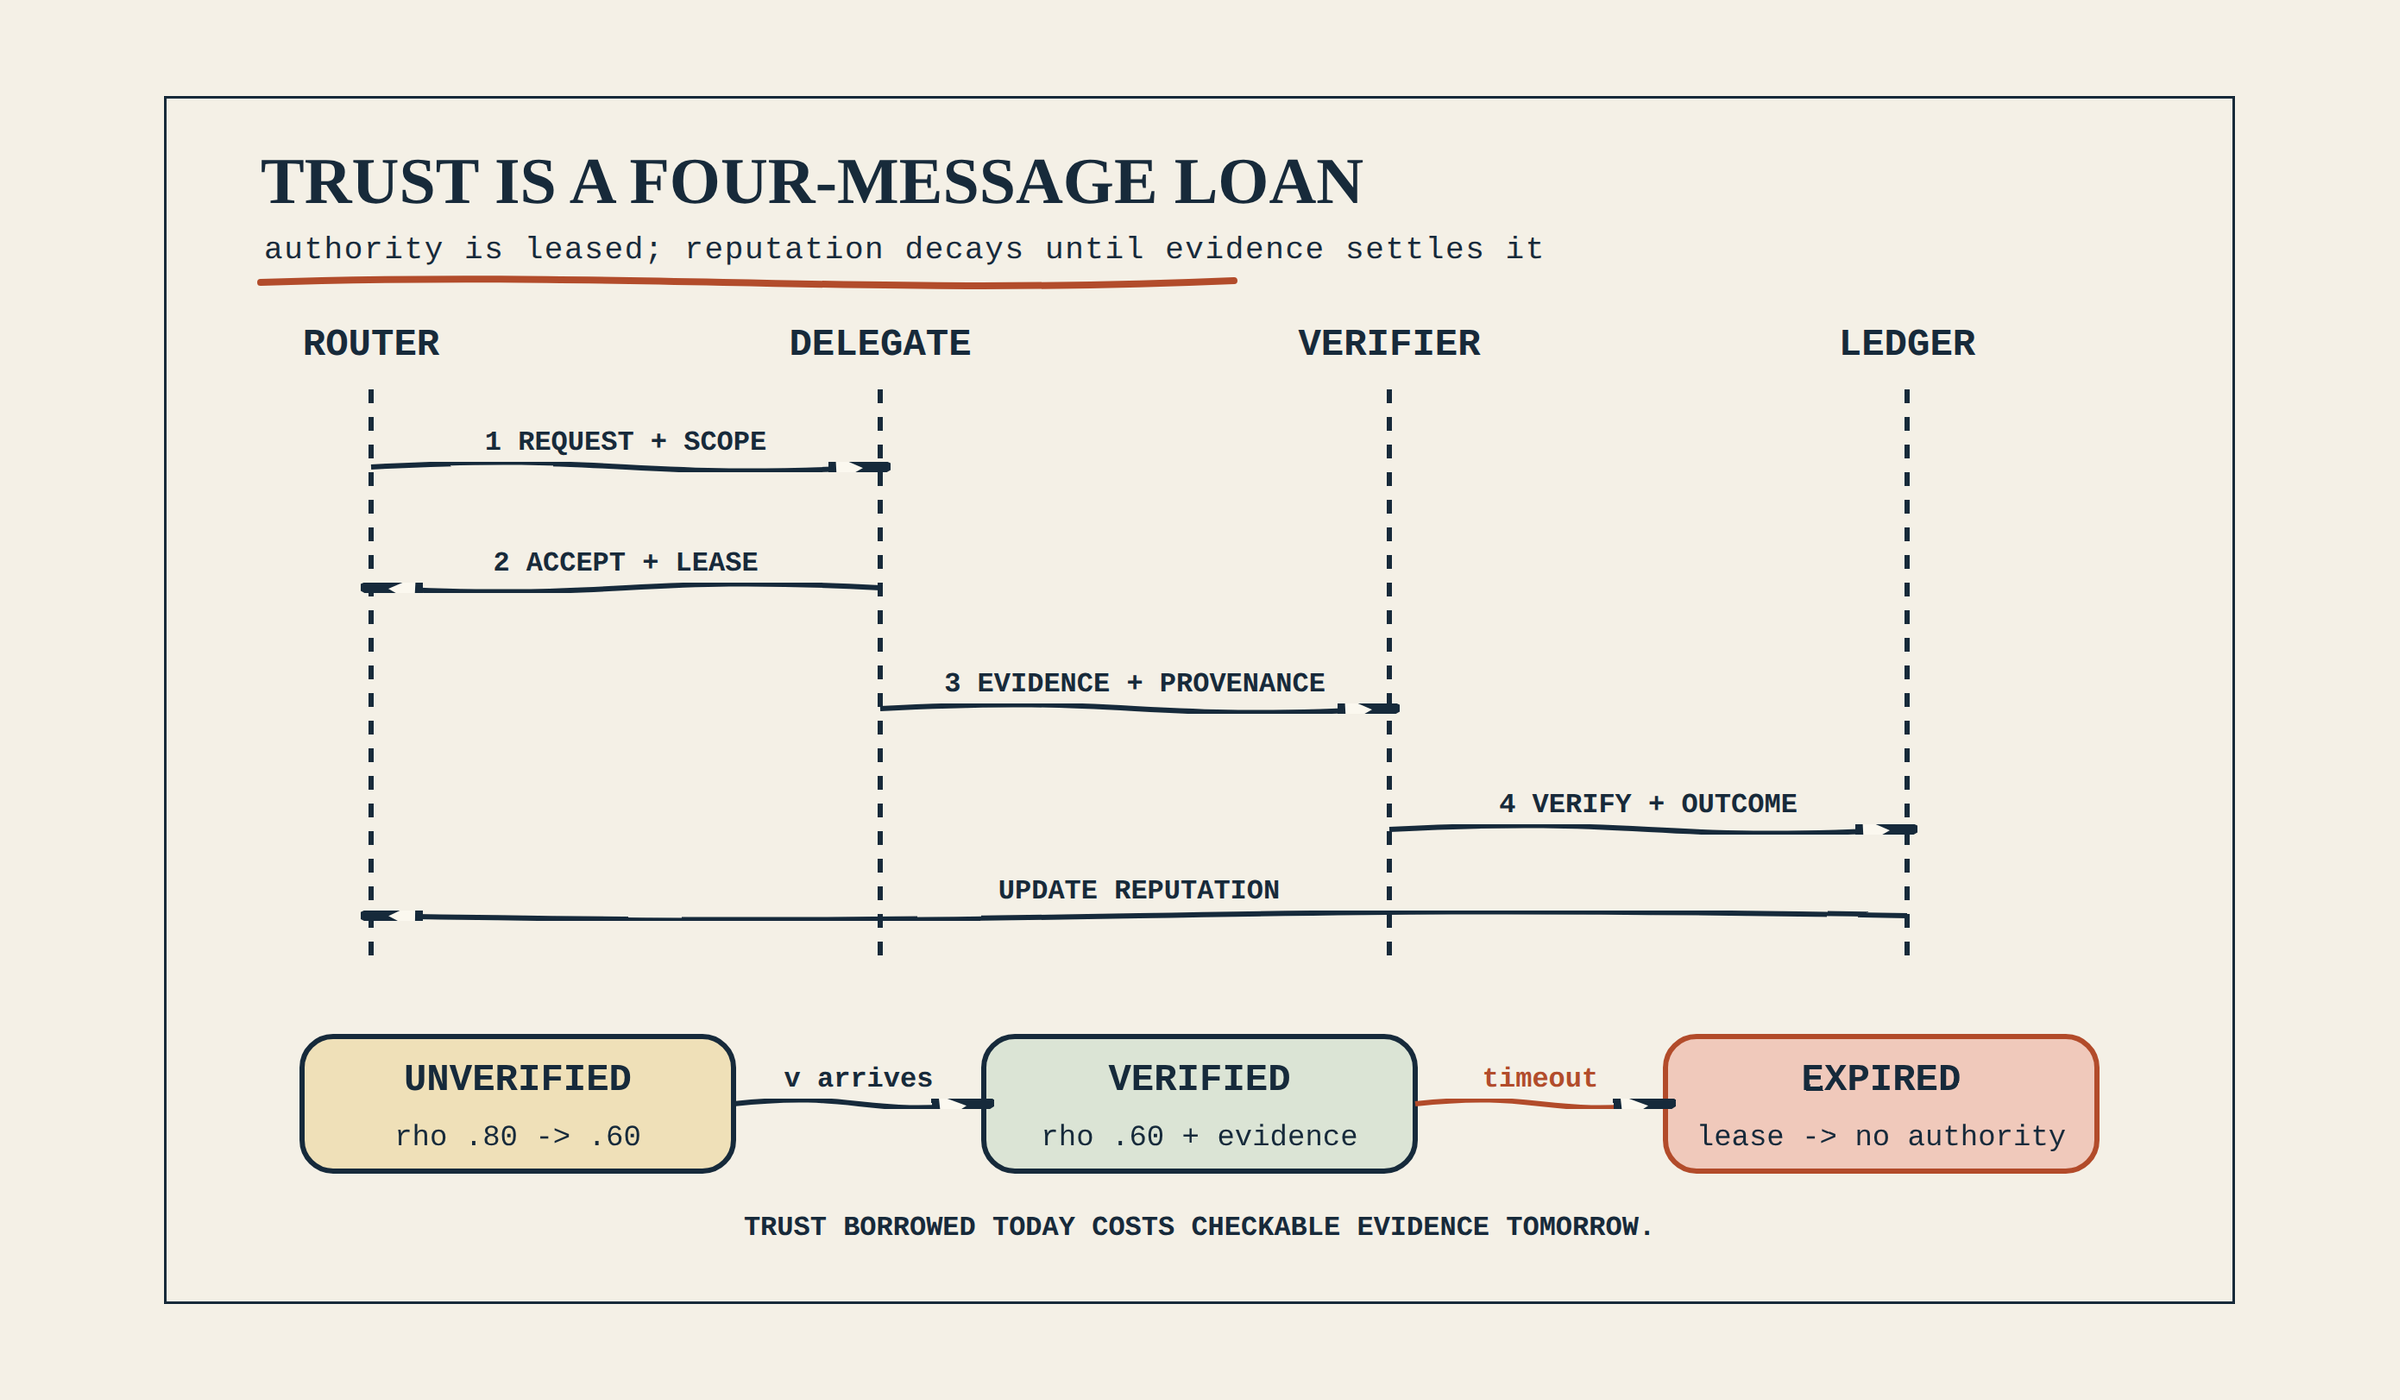 TRUST IS A FOUR-MESSAGE LOAN
authority is leased; reputation decays until evidence settles it
ROUTER DELEGATE VERIFIER LEDGER
1 REQUEST + SCOPE
2 ACCEPT + LEASE
3 EVIDENCE + PROVENANCE
4 VERIFY + OUTCOME
UPDATE REPUTATION
UNVERIFIED
rho .80 -> .60
v arrives
VERIFIED
rho .60 + evidence
timeout
EXPIRED
lease -> no authority
TRUST BORROWED TODAY COSTS CHECKABLE EVIDENCE TOMORROW.